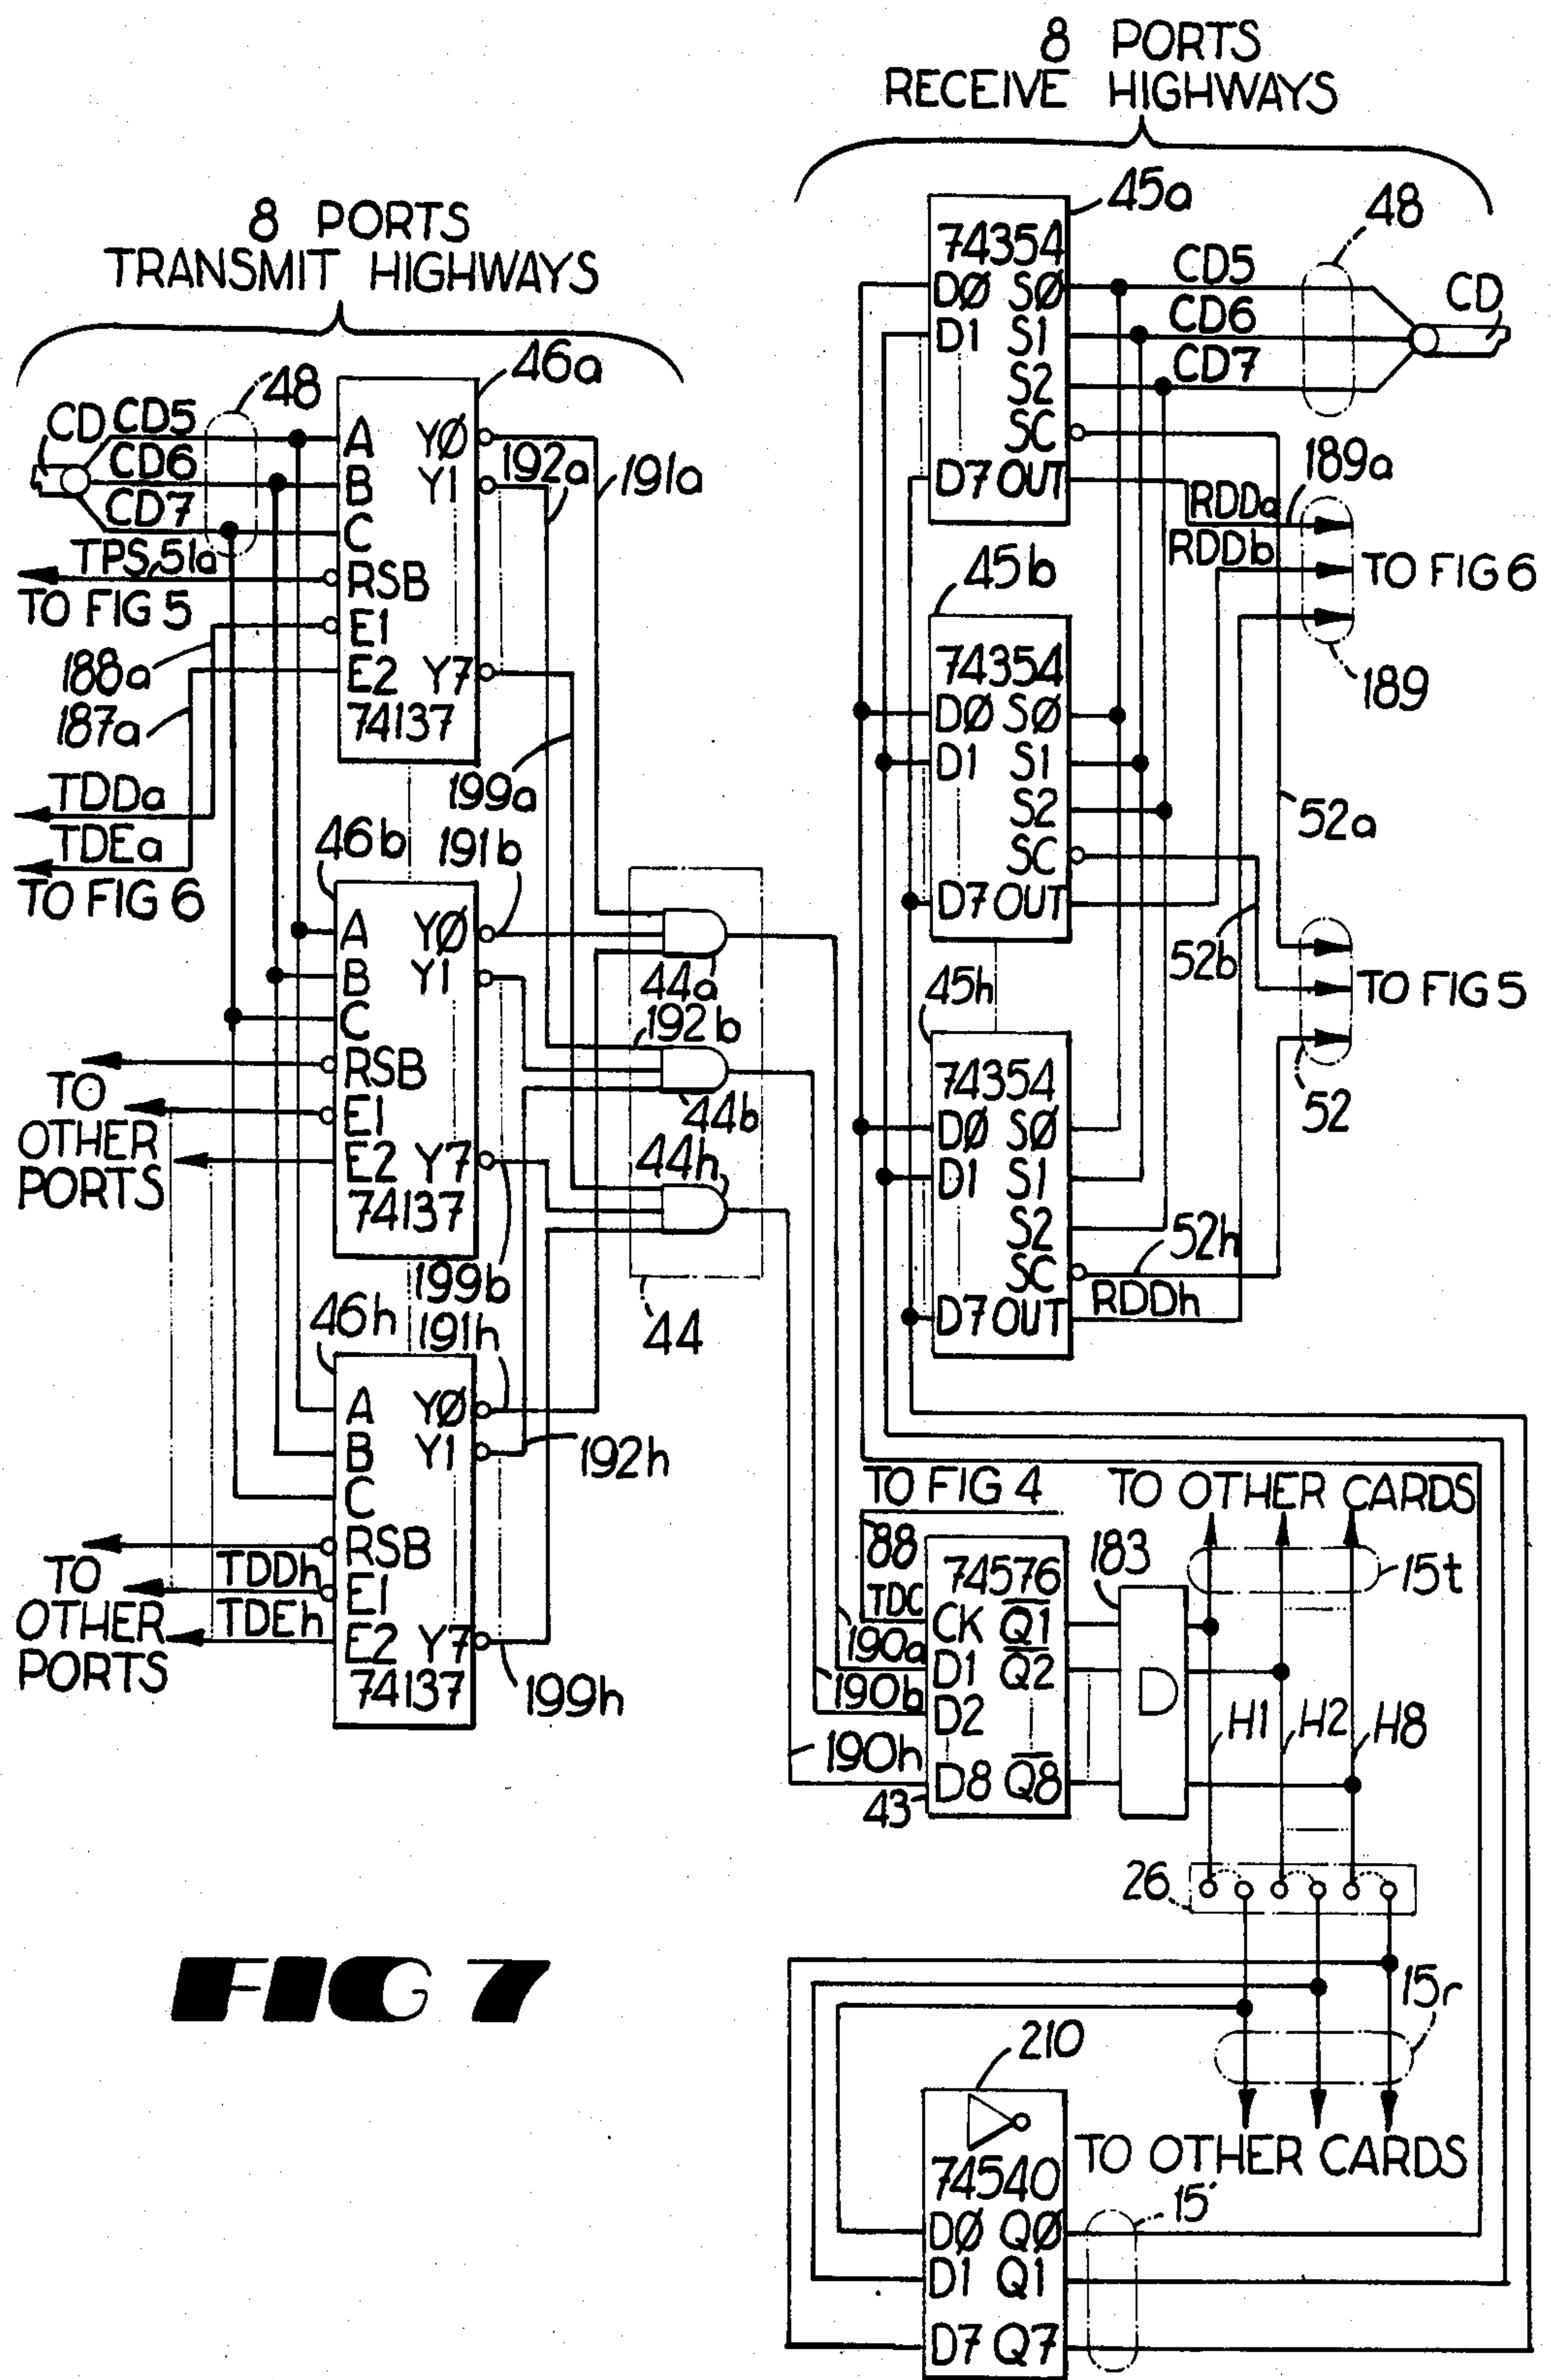 8 PORTS
RECEIVE HIGHWAYS
8 PORTS
TRANSMIT HIGHWAYS
48
CD
CD5
CD6
CD7
TPS, 51a
TO FIG 5
188a
187a
TDDa
TDEa
TO FIG 6
46a
A YØ
B Y1
C
RSB
E1
E2 Y7
74137
192a
191a
199a
46b
191b
A YØ
B Y1
C
RSB
E1
E2 Y7
74137
TO
OTHER
PORTS
199b
191h
46h
A YØ
B Y1
C
RSB
E1
E2 Y7
74137
192h
199h
TO
OTHER
PORTS
TDDh
TDEh
44a
192b
44b
44h
44
45a
74354
DØ SØ
D1 S1
S2
SC
D7 OUT
CD5
CD6
CD7
48
CD
189a
RDDa
RDDb
TO FIG 6
189
45b
74354
DØ SØ
D1 S1
S2
SC
D7 OUT
52a
52b
TO FIG 5
52
45h
74354
DØ SØ
D1 S1
S2
SC
D7 OUT
52h
RDDh
TO FIG 4
TO OTHER CARDS
88
TDC
190a
190b
190h
43
74576
CK Q̅1̅
D1 Q̅2̅
D2
D8 Q̅8̅
183
15t
H1
H2
H8
26
15r
TO OTHER CARDS
210
74540
DØ QØ
D1 Q1
D7 Q7
15'
FIG 7